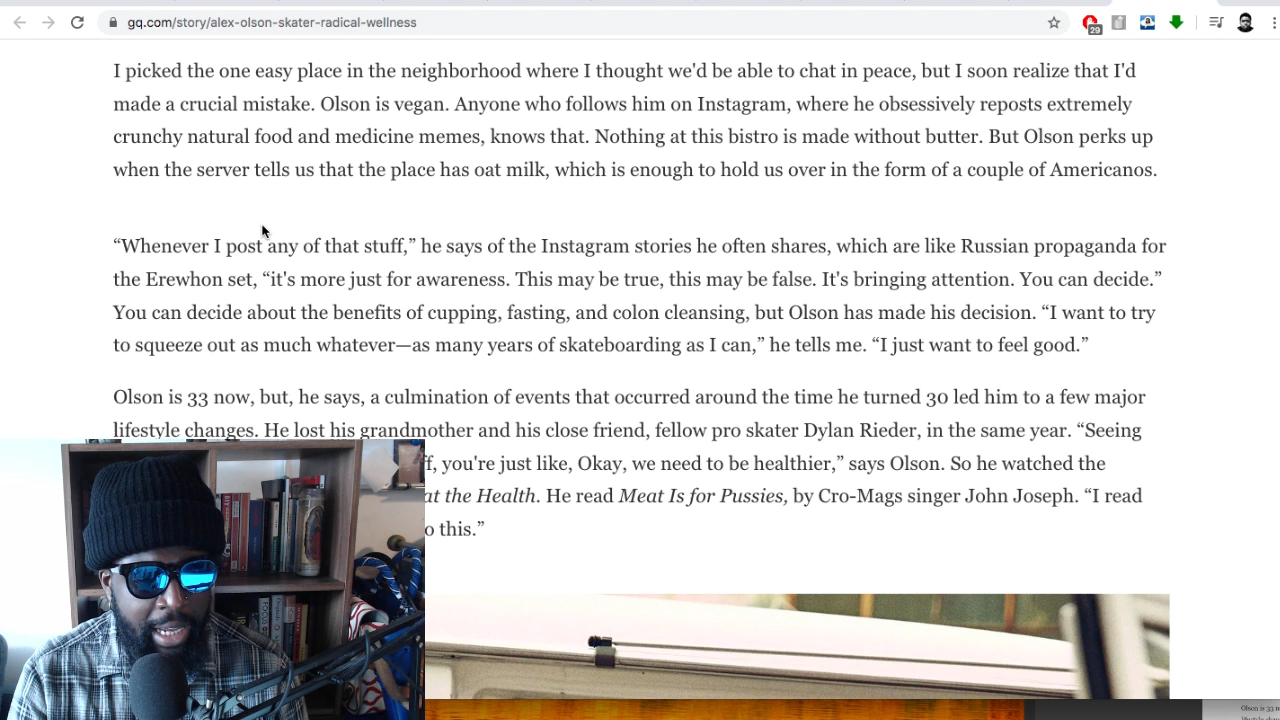 gq.com/story/alex-olson-skater-radical-wellness
29
I picked the one easy place in the neighborhood where I thought we'd be able to chat in peace, but I soon realize that I'd
made a crucial mistake. Olson is vegan. Anyone who follows him on Instagram, where he obsessively reposts extremely
crunchy natural food and medicine memes, knows that. Nothing at this bistro is made without butter. But Olson perks up
when the server tells us that the place has oat milk, which is enough to hold us over in the form of a couple of Americanos.
“Whenever I post any of that stuff,” he says of the Instagram stories he often shares, which are like Russian propaganda for
the Erewhon set, “it's more just for awareness. This may be true, this may be false. It's bringing attention. You can decide.”
You can decide about the benefits of cupping, fasting, and colon cleansing, but Olson has made his decision. “I want to try
to squeeze out as much whatever—as many years of skateboarding as I can,” he tells me. “I just want to feel good.”
Olson is 33 now, but, he says, a culmination of events that occurred around the time he turned 30 led him to a few major
lifestyle changes. He lost his grandmother and his close friend, fellow pro skater Dylan Rieder, in the same year. “Seeing
you're just like, Okay, we need to be healthier,” says Olson. So he watched the
at the Health. He read Meat Is for Pussies, by Cro-Mags singer John Joseph. “I read
o this.”
Olson is 33 n